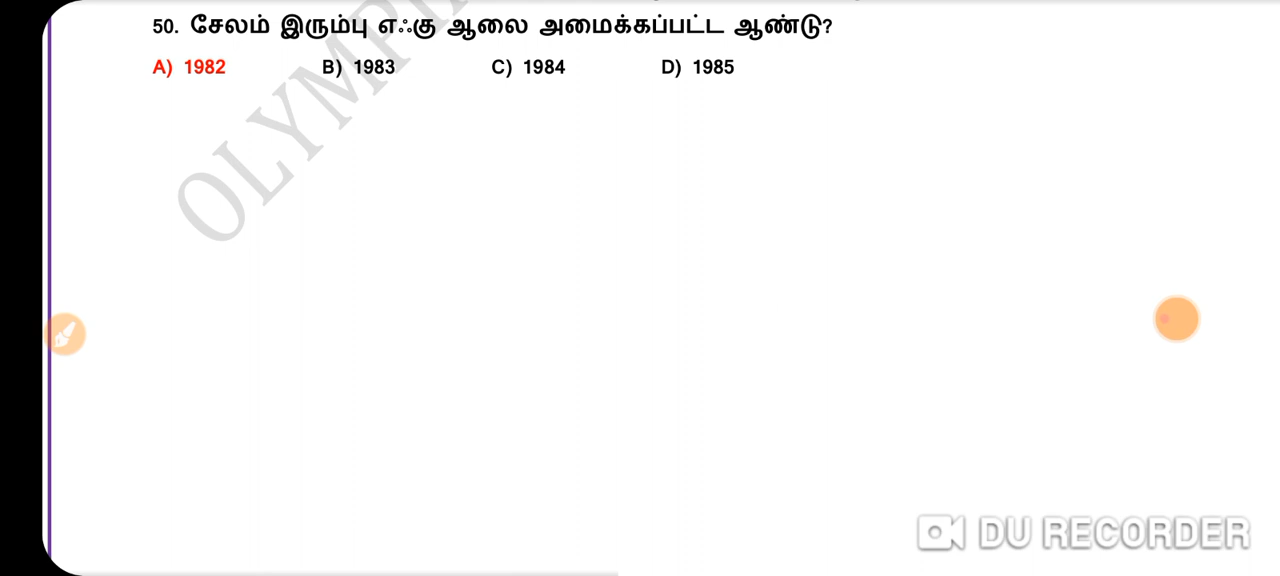 50. சேலம் இரும்பு எஃகு ஆலை அமைக்கப்பட்ட ஆண்டு?
A) 1982 B) 1983 C) 1984 D) 1985
DU RECORDER